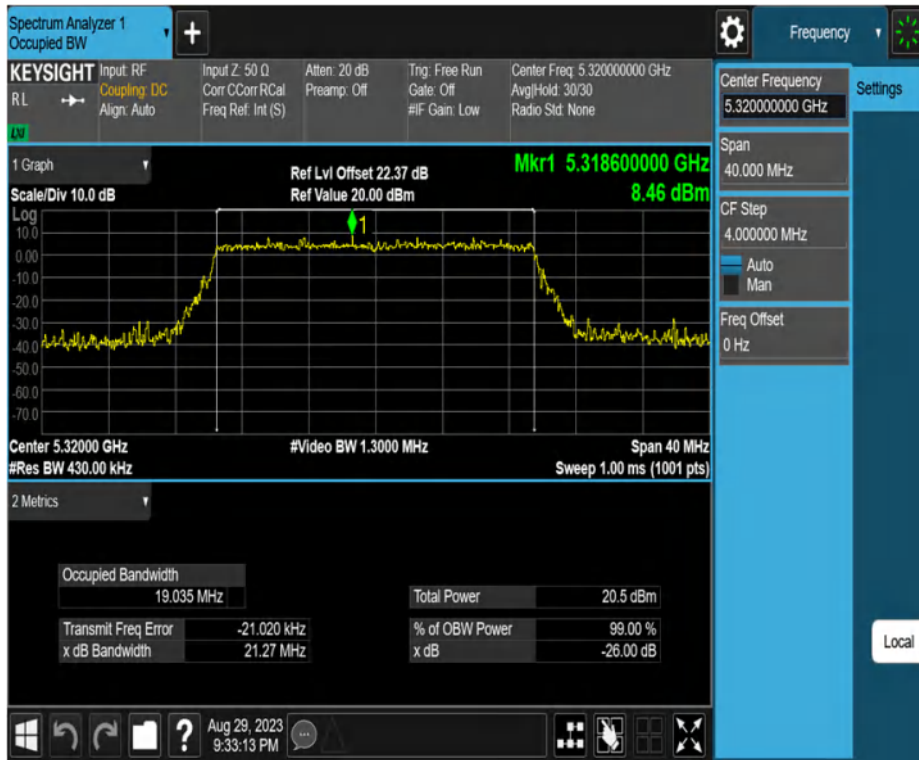 Spectrum Analyzer 1
Occupied BW
+
Frequency
KEYSIGHT
RL
LXI
Input: RF
Coupling: DC
Align: Auto
Input Z: 50 Ω
Corr CCorr RCal
Freq Ref: Int (S)
Atten: 20 dB
Preamp: Off
Trig: Free Run
Gate: Off
#IF Gain: Low
Center Freq: 5.320000000 GHz
Avg|Hold: 30/30
Radio Std: None
Center Frequency
5.320000000 GHz
Settings
Span
40.000 MHz
CF Step
4.000000 MHz
Auto
Man
Freq Offset
0 Hz
Local
1 Graph
Scale/Div 10.0 dB
Ref Lvl Offset 22.37 dB
Ref Value 20.00 dBm
Mkr1 5.318600000 GHz
8.46 dBm
Log
10.0
0.00
-10.0
-20.0
-30.0
-40.0
-50.0
-60.0
-70.0
1
Center 5.32000 GHz
#Res BW 430.00 kHz
#Video BW 1.3000 MHz
Span 40 MHz
Sweep 1.00 ms (1001 pts)
2 Metrics
Occupied Bandwidth
19.035 MHz
Total Power 20.5 dBm
Transmit Freq Error -21.020 kHz
% of OBW Power 99.00 %
x dB Bandwidth 21.27 MHz
x dB -26.00 dB
?
Aug 29, 2023
9:33:13 PM